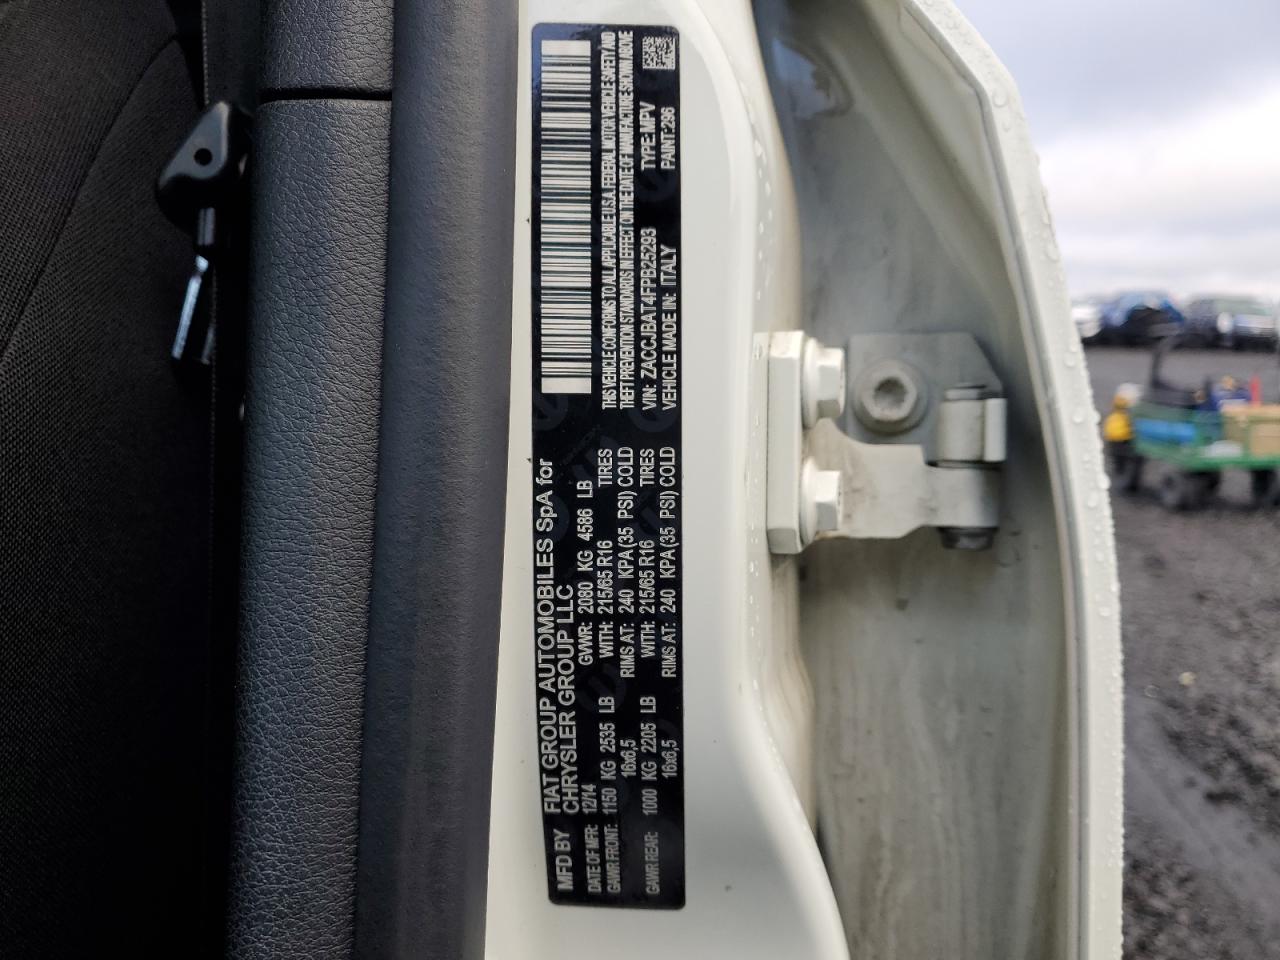 MFD BY FIAT GROUP AUTOMOBILES SpA for
CHRYSLER GROUP LLC
DATE OF MFR: 12/14 GVWR: 2080 KG 4586 LB
GAWR FRONT: 1150 KG 2535 LB WITH: 215/65 R16 TIRES
16x6,5 RIMS AT: 240 KPA(35 PSI) COLD
GAWR REAR: 1000 KG 2205 LB WITH: 215/65 R16 TIRES
16x6,5 RIMS AT: 240 KPA(35 PSI) COLD
THIS VEHICLE CONFORMS TO ALL APPLICABLE U.S.A. FEDERAL MOTOR VEHICLE SAFETY AND
THEFT PREVENTION STANDARDS IN EFFECT ON THE DATE OF MANUFACTURE SHOWN ABOVE
VIN: ZACCJBAT4FPB25293 TYPE: MPV
VEHICLE MADE IN: ITALY PAINT: 296